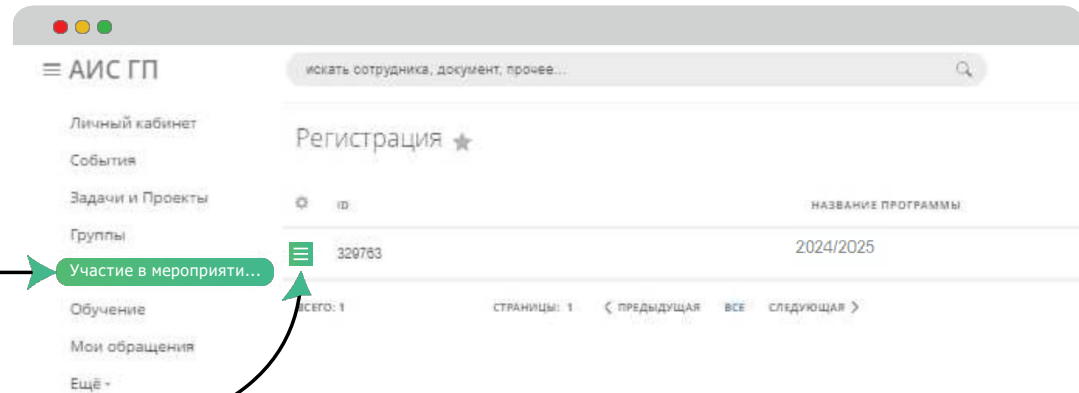 АИС ГП
искать сотрудника, документ, прочее...
Личный кабинет
События
Задачи и Проекты
Группы
Участие в мероприяти...
Обучение
Мои обращения
Ещё
Регистрация
ID
НАЗВАНИЕ ПРОГРАММЫ
329763
2024/2025
ВСЕГО: 1
СТРАНИЦЫ: 1
ПРЕДЫДУЩАЯ
ВСЕ
СЛЕДУЮЩАЯ